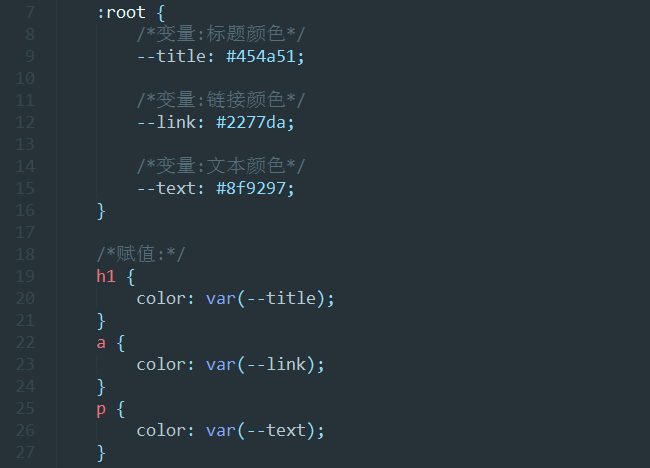 7 :root {
8 /*变量:标题颜色*/
9 --title: #454a51;
10
11 /*变量:链接颜色*/
12 --link: #2277da;
13
14 /*变量:文本颜色*/
15 --text: #8f9297;
16 }
17
18 /*赋值:*/
19 h1 {
20 color: var(--title);
21 }
22 a {
23 color: var(--link);
24 }
25 p {
26 color: var(--text);
27 }